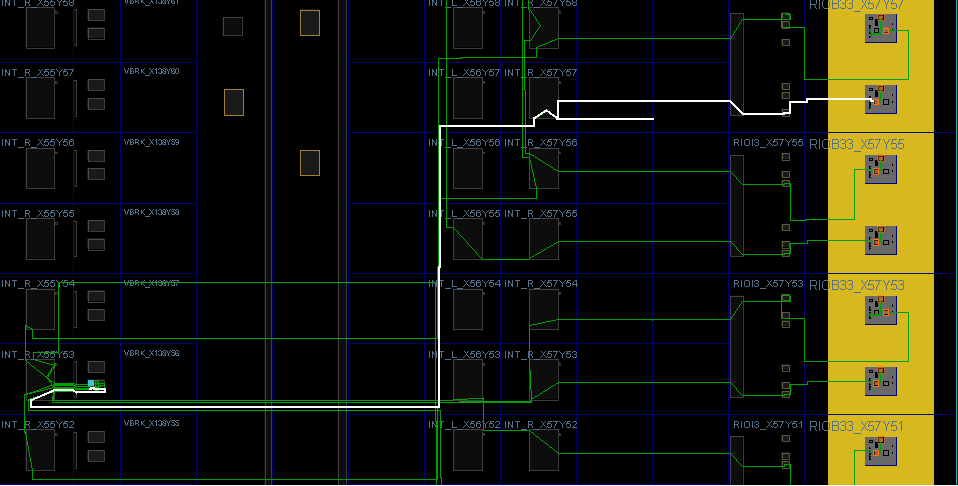 INT_R_X55Y58 VBRK_X138Y61 INT_L_X56Y58 INT_R_X57Y58 RIOB33_X57Y57
INT_R_X55Y57 VBRK_X138Y60 INT_L_X56Y57 INT_R_X57Y57
INT_R_X55Y56 VBRK_X138Y59 INT_L_X56Y56 INT_R_X57Y56 RIOI3_X57Y55 RIOB33_X57Y55
INT_R_X55Y55 VBRK_X138Y58 INT_L_X56Y55 INT_R_X57Y55
INT_R_X55Y54 VBRK_X138Y57 INT_L_X56Y54 INT_R_X57Y54 RIOI3_X57Y53 RIOB33_X57Y53
INT_R_X55Y53 VBRK_X138Y56 INT_L_X56Y53 INT_R_X57Y53
INT_R_X55Y52 VBRK_X138Y55 INT_L_X56Y52 INT_R_X57Y52 RIOI3_X57Y51 RIOB33_X57Y51